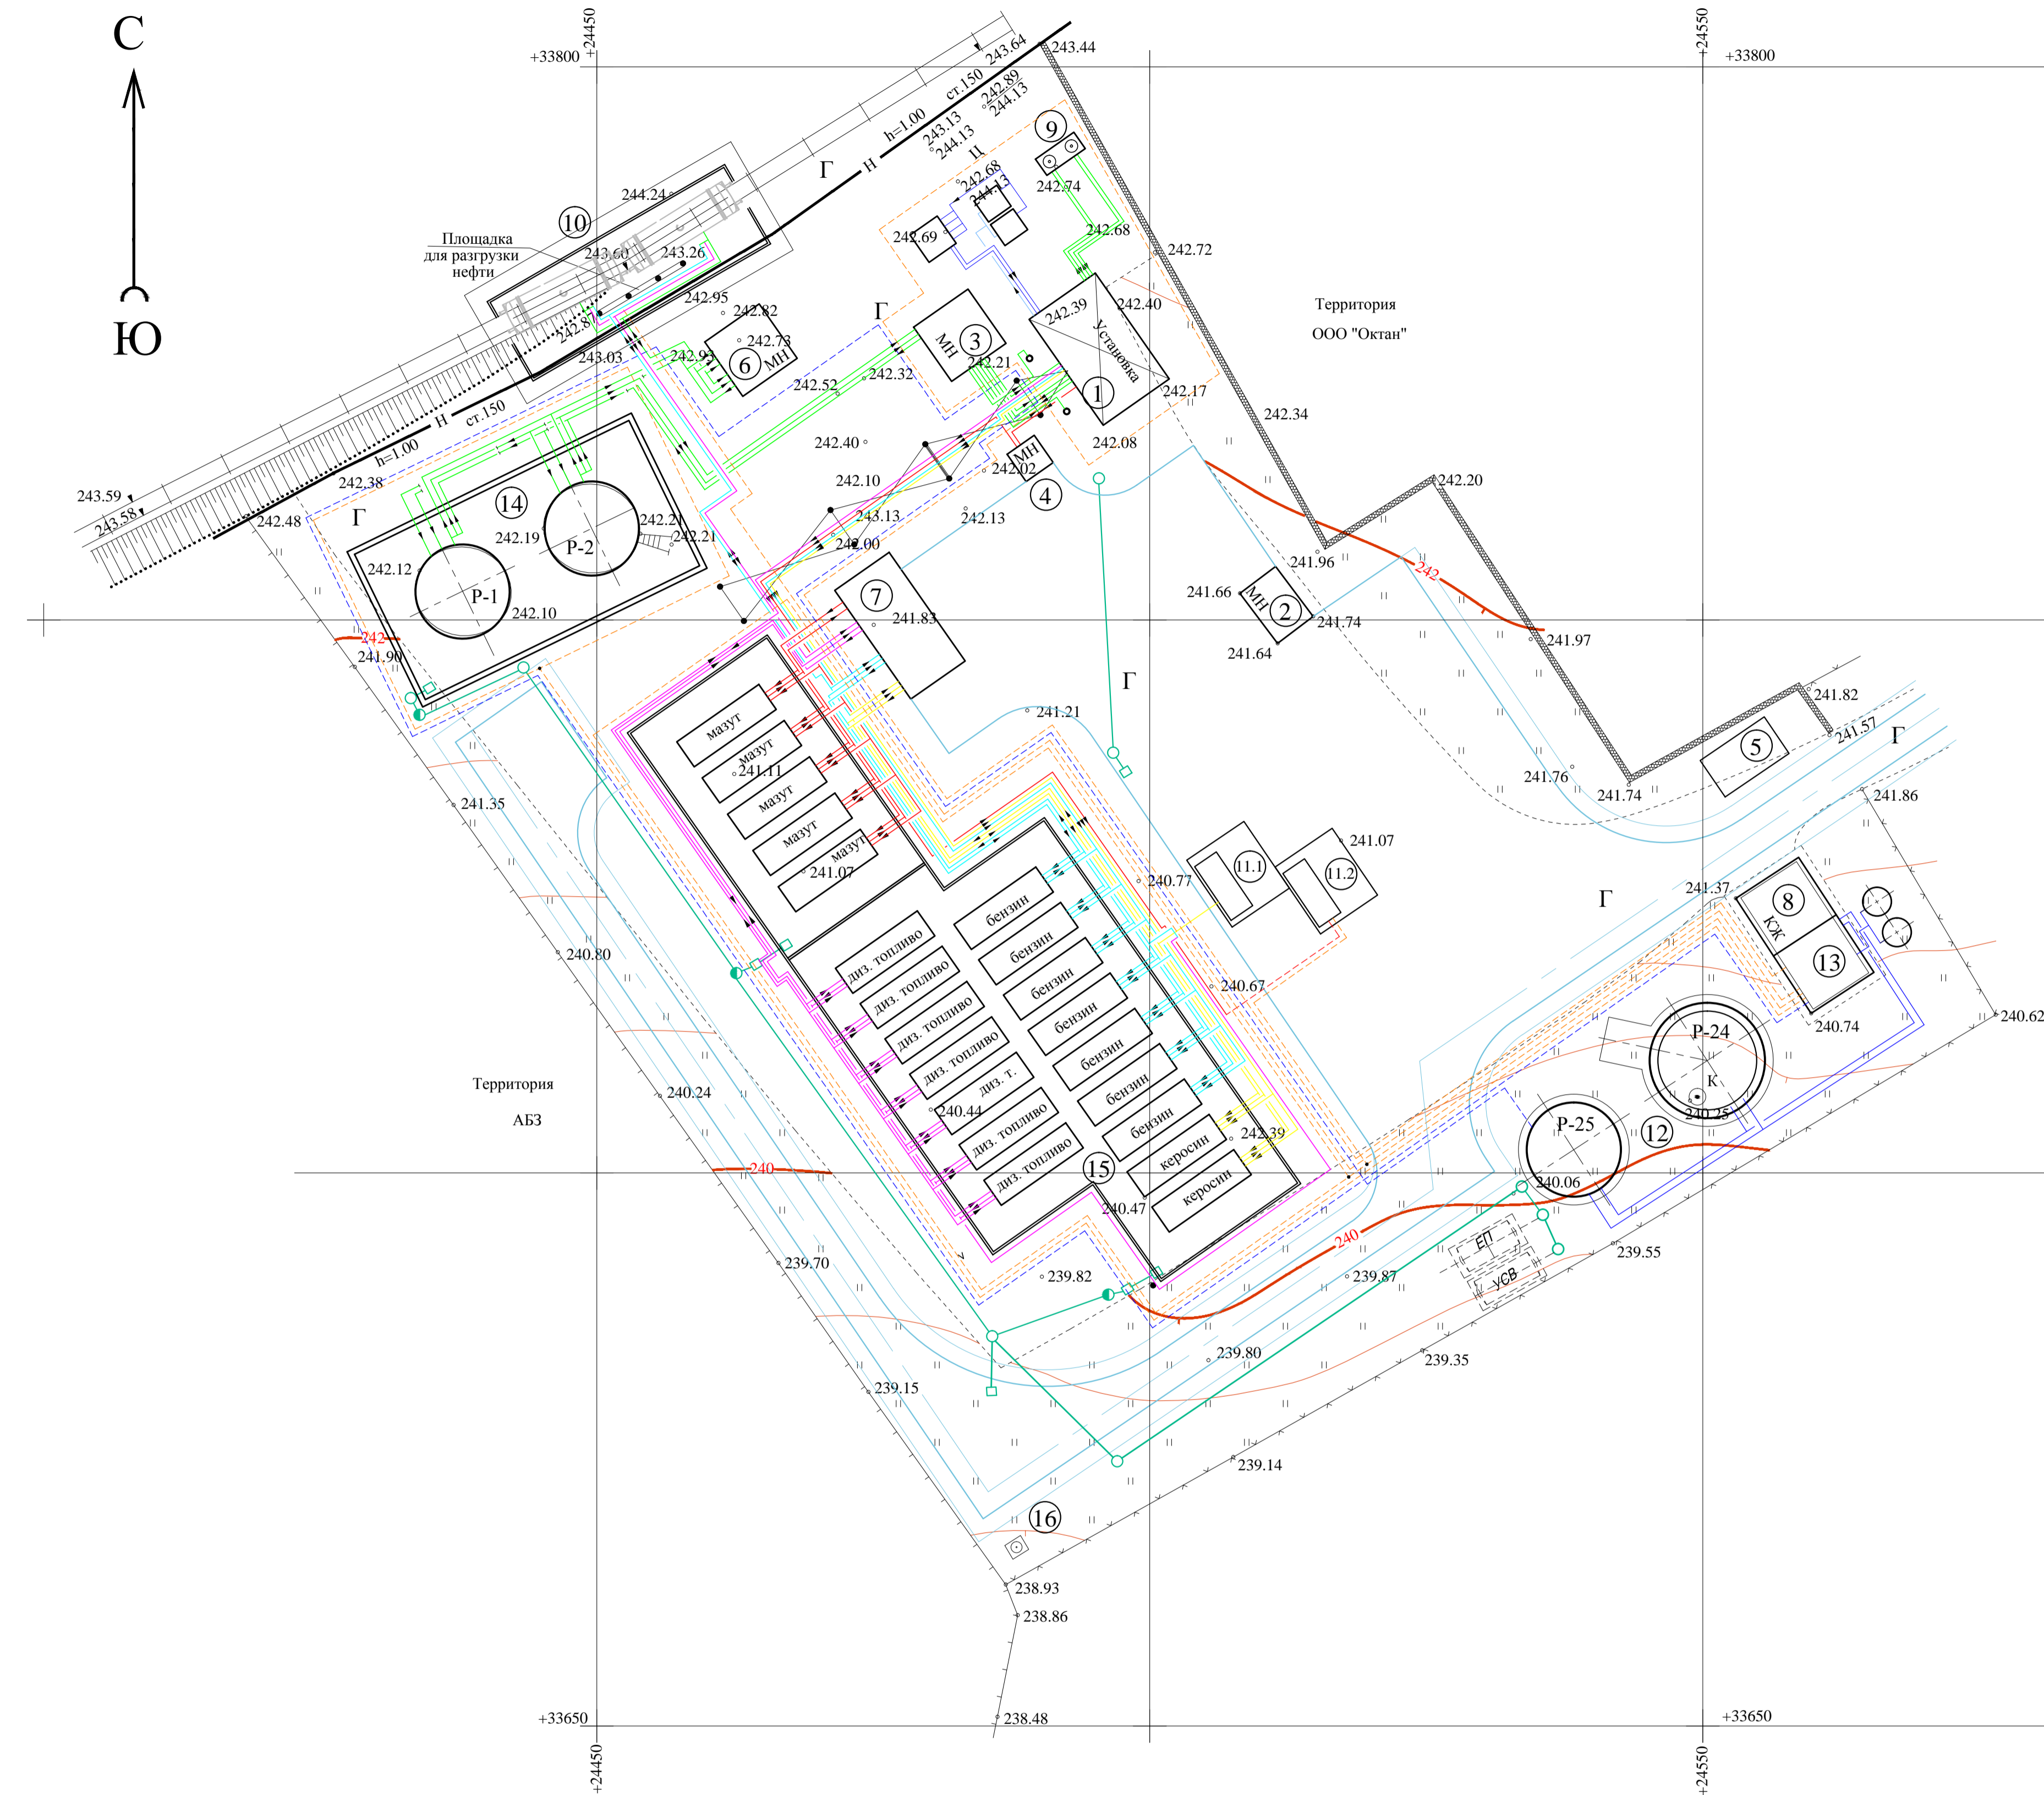 С
Ю
+33800
+24450
+24550
+33800
243.64
243.44
ст.150
242.89
244.13
h=1.00
243.13
244.13
Н
Г
Ц
242.68
244.13
9
242.74
242.68
242.69
242.72
244.24
10
Площадка
для разгрузки
нефти
243.60
243.26
242.95
242.87
243.03
242.82
242.73
6
МН
242.93
Г
3
МН
242.21
242.39
242.40
Установка
1
242.17
242.08
242.32
242.52
242.40
242.10
МН
242.02
4
242.13
243.13
242.00
Территория
ООО "Октан"
242.34
242.20
242
241.96
241.97
243.59
243.58
h=1.00
Н
ст.150
242.38
242.48
Г
14
242.19
Р-2
242.21
242.21
242.12
Р-1
242.10
242
241.90
7
241.83
241.66
МН
2
241.74
241.64
Г
241.21
241.82
241.57
5
Г
241.76
241.74
241.86
241.35
мазут
мазут
241.11
мазут
мазут
мазут
241.07
11.1
11.2
241.07
240.77
240.67
Г
241.37
8
КЖ
13
240.74
240.62
240.80
бензин
бензин
бензин
бензин
бензин
бензин
бензин
керосин
керосин
диз. топливо
диз. топливо
диз. топливо
диз. топливо
диз. т.
240.44
диз. топливо
диз. топливо
15
242.39
240.47
Р-24
К
240.25
12
Р-25
240.06
Территория
АБЗ
240.24
240
240
ЕП
УСВ
239.55
239.70
239.82
239.87
239.80
239.35
239.15
239.14
16
238.93
238.86
238.48
+33650
+24450
+24550
+33650